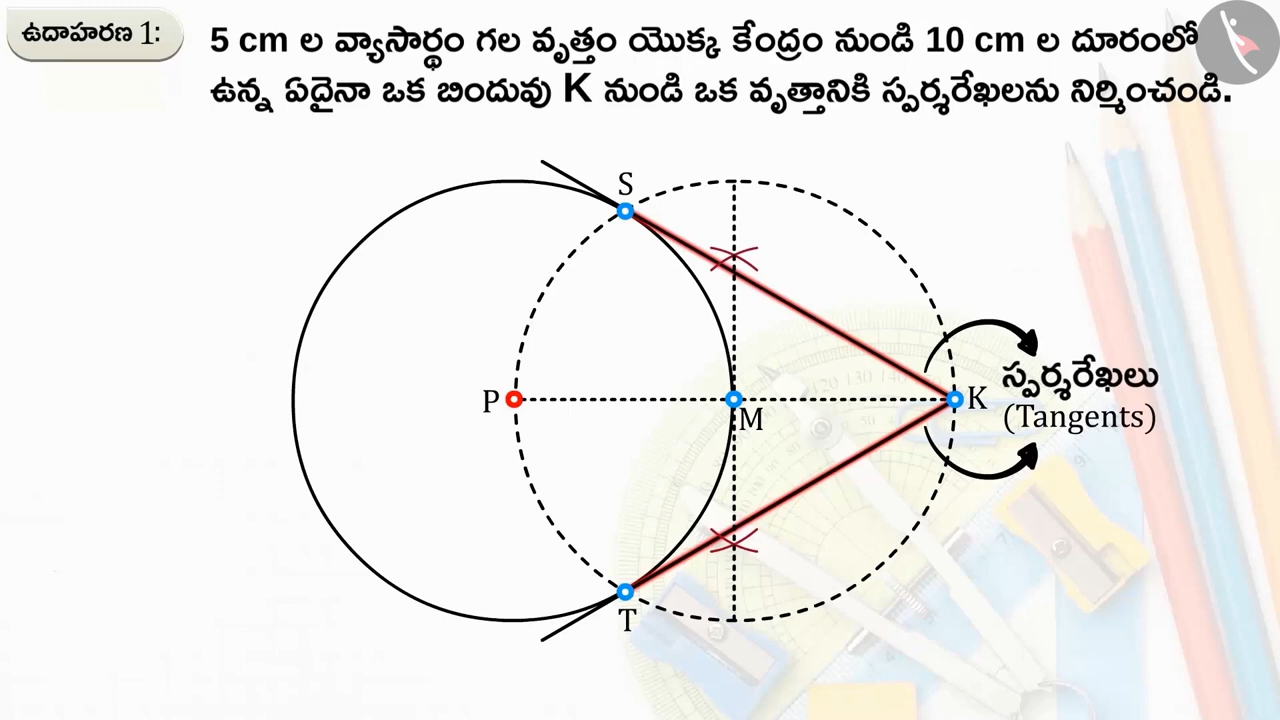 ఉదాహరణ 1:
5 cm ల వ్యాసార్థం గల వృత్తం యొక్క కేంద్రం నుండి 10 cm ల దూరంలో
ఉన్న ఏదైనా ఒక బిందువు K నుండి ఒక వృత్తానికి స్పర్శరేఖలను నిర్మించండి.
S
P
M
K
స్పర్శరేఖలు
(Tangents)
T